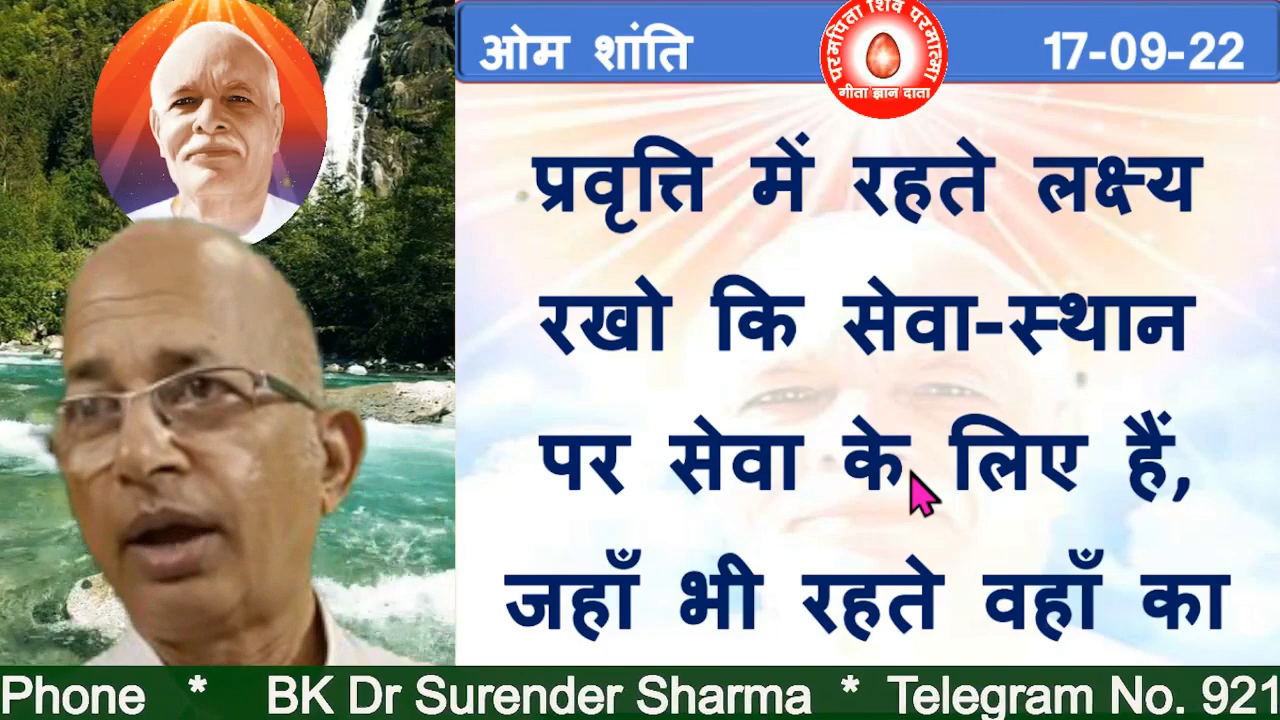 ओम शांति
परमपिता शिव परमात्मा
गीता ज्ञान दाता
17-09-22
प्रवृत्ति में रहते लक्ष्य
रखो कि सेवा-स्थान
पर सेवा के लिए हैं,
जहाँ भी रहते वहाँ का
Phone * BK Dr Surender Sharma * Telegram No. 921